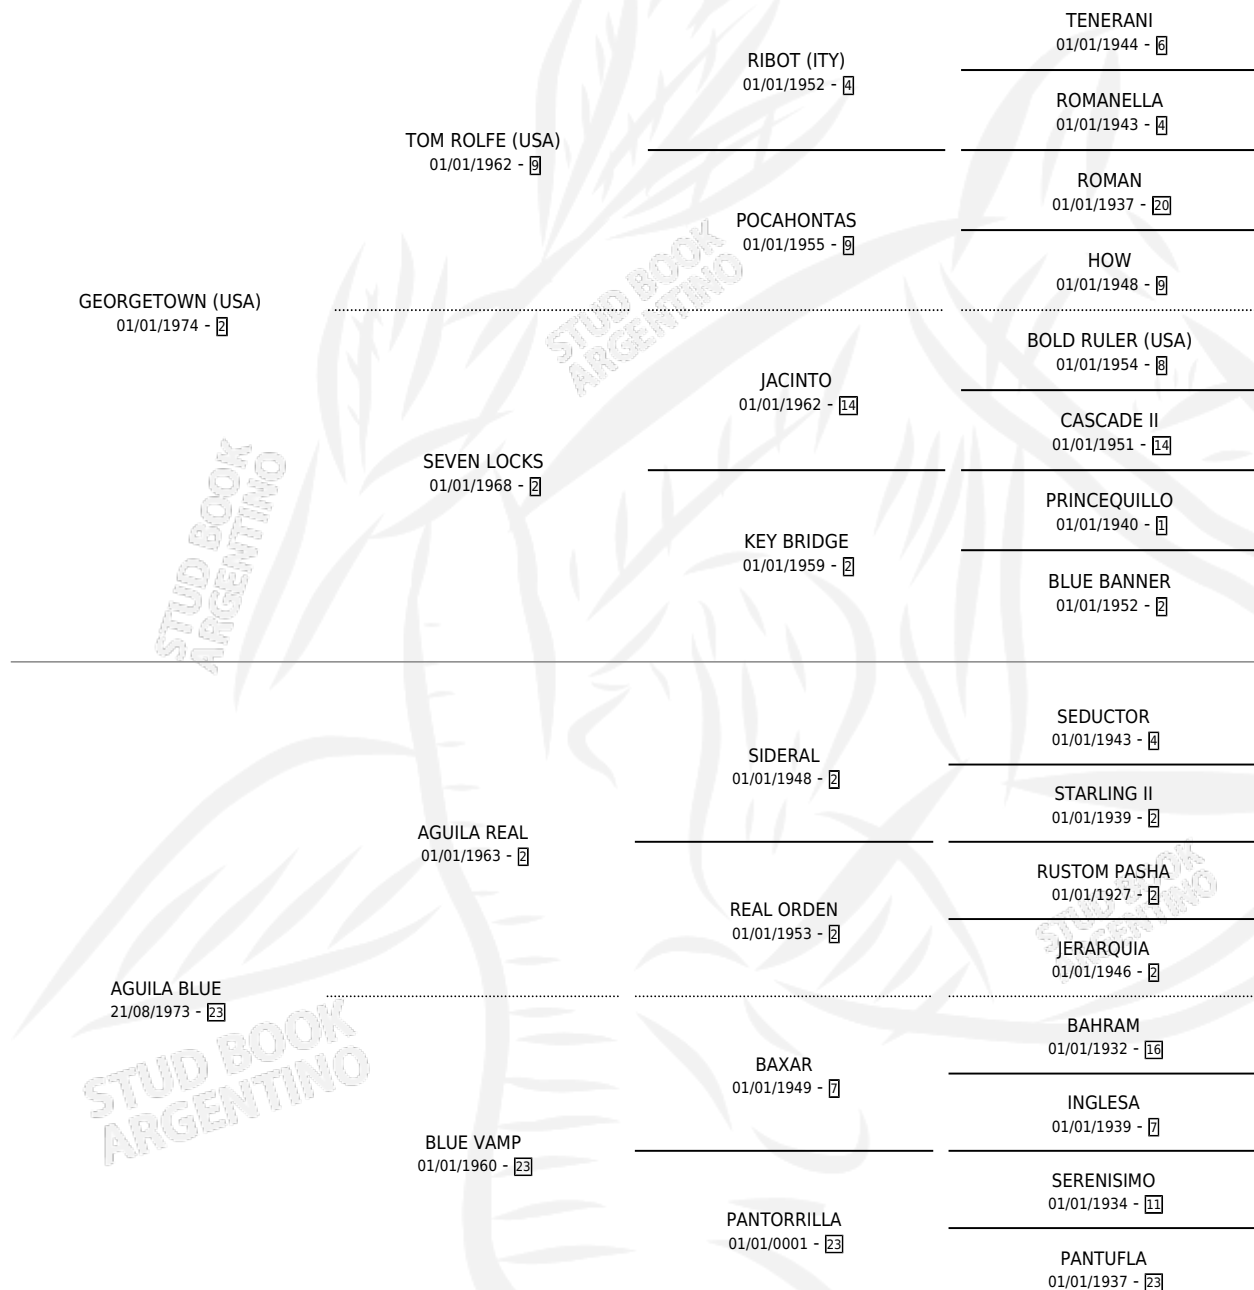 TENERANI
01/01/1944 - 6
RIBOT (ITY)
01/01/1952 - 4
ROMANELLA
01/01/1943 - 4
TOM ROLFE (USA)
01/01/1962 - 9
ROMAN
01/01/1937 - 20
POCAHONTAS
01/01/1955 - 9
HOW
01/01/1948 - 9
GEORGETOWN (USA)
01/01/1974 - 2
STUD BOOK
ARGENTINO
BOLD RULER (USA)
01/01/1954 - 8
JACINTO
01/01/1962 - 14
CASCADE II
01/01/1951 - 14
SEVEN LOCKS
01/01/1968 - 2
PRINCEQUILLO
01/01/1940 - 1
KEY BRIDGE
01/01/1959 - 2
BLUE BANNER
01/01/1952 - 2
STUD BOOK
ARGENTINO
SEDUCTOR
01/01/1943 - 4
SIDERAL
01/01/1948 - 2
STARLING II
01/01/1939 - 2
AGUILA REAL
01/01/1963 - 2
RUSTOM PASHA
01/01/1927 - 2
REAL ORDEN
01/01/1953 - 2
JERARQUIA
01/01/1946 - 2
STUD BOOK
ARGENTINO
AGUILA BLUE
21/08/1973 - 23
BAHRAM
01/01/1932 - 16
BAXAR
01/01/1949 - 7
INGLESA
01/01/1939 - 7
STUD BOOK
ARGENTINO
BLUE VAMP
01/01/1960 - 23
SERENISIMO
01/01/1934 - 11
PANTORRILLA
01/01/0001 - 23
PANTUFLA
01/01/1937 - 23